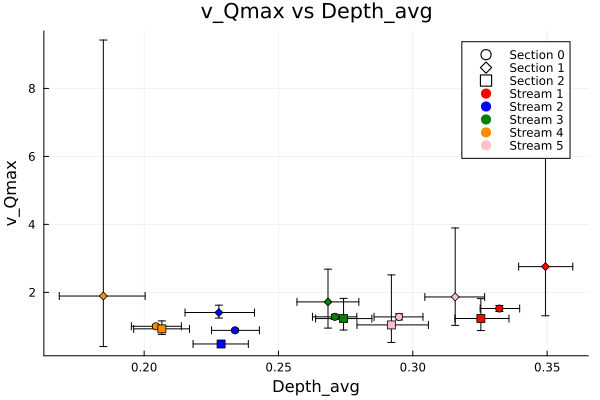 v_Qmax vs Depth_avg
Section 0
Section 1
Section 2
Stream 1
Stream 2
Stream 3
Stream 4
Stream 5
8
6
4
2
v_Qmax
0.20
0.25
0.30
0.35
Depth_avg